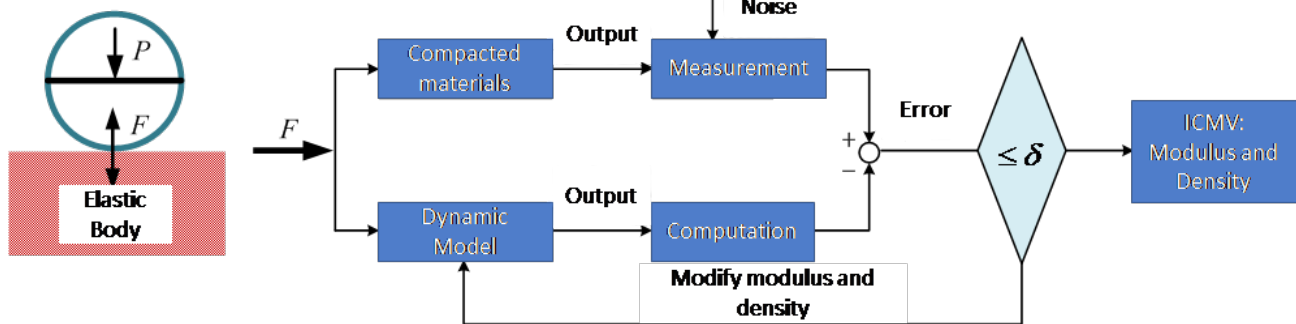 P
F
Elastic
Body
F
Compacted
materials
Output
Noise
Measurement
Dynamic
Model
Output
Computation
Modify modulus and
density
+
−
Error
≤ δ
ICMV:
Modulus and
Density